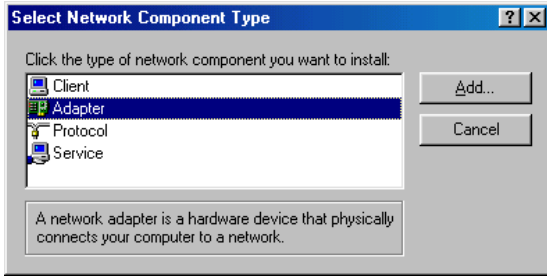 Select Network Component Type
Click the type of network component you want to install:
Client
Adapter
Protocol
Service
Add...
Cancel
A network adapter is a hardware device that physically
connects your computer to a network.